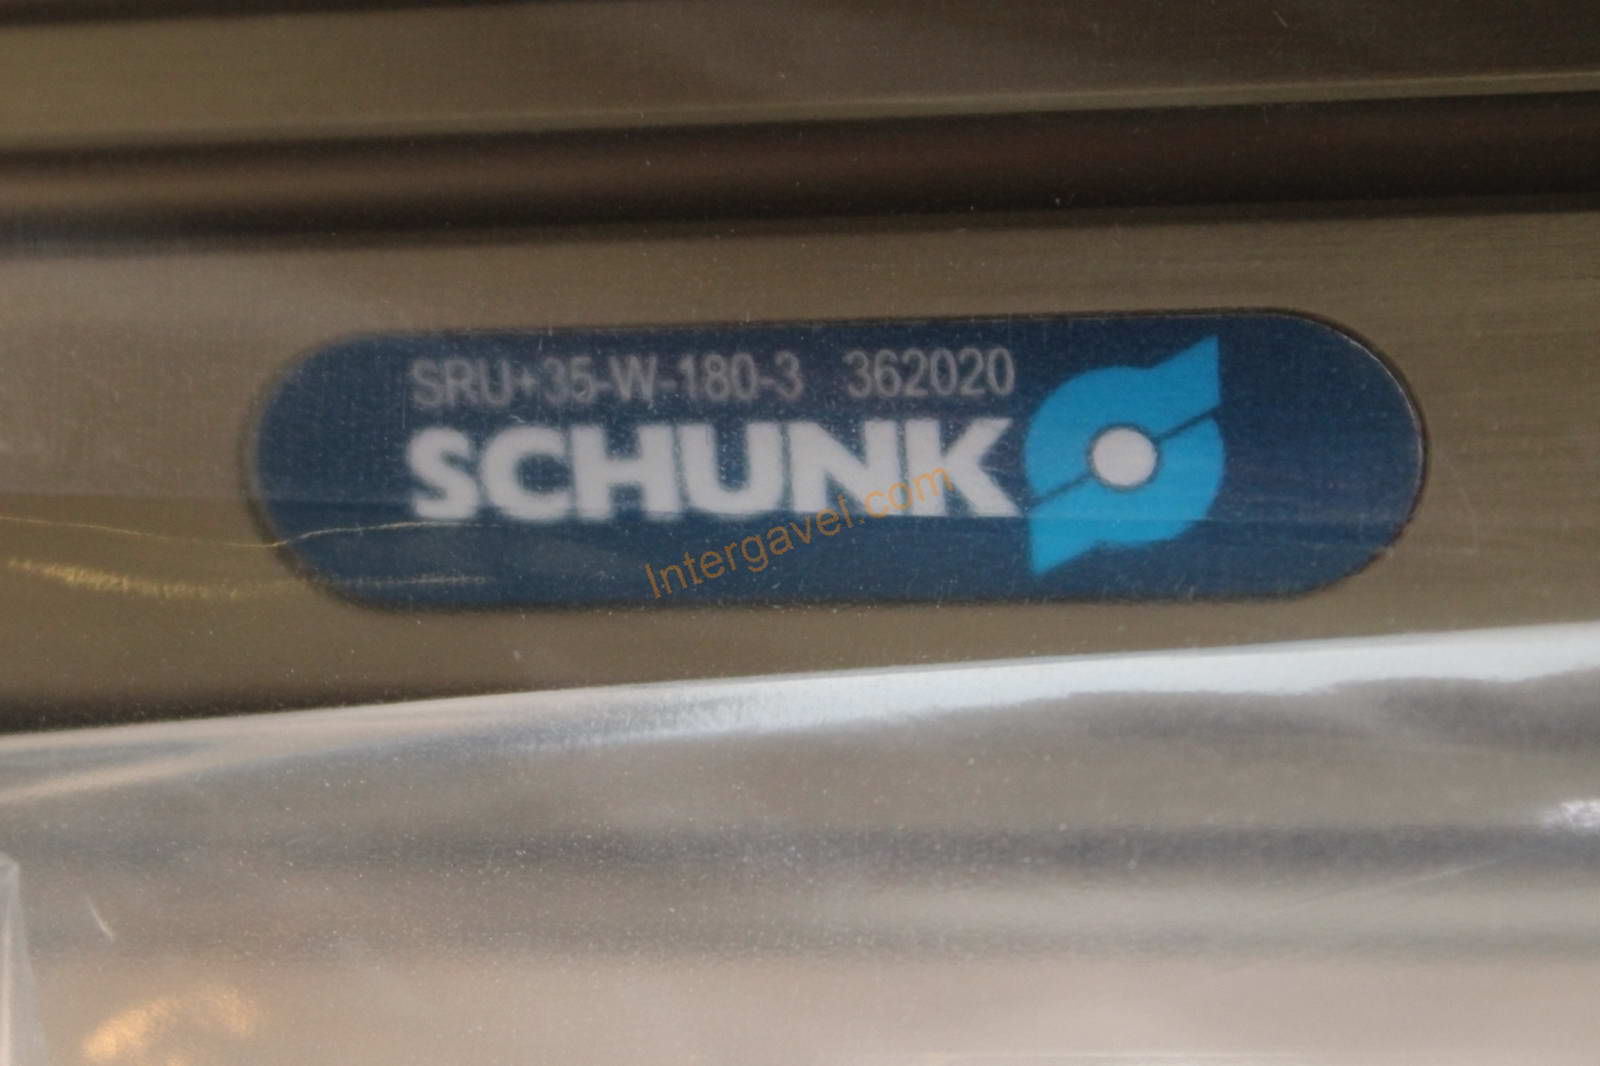 SRU+35-W-180-3 362020
SCHUNK
Intergavel.com